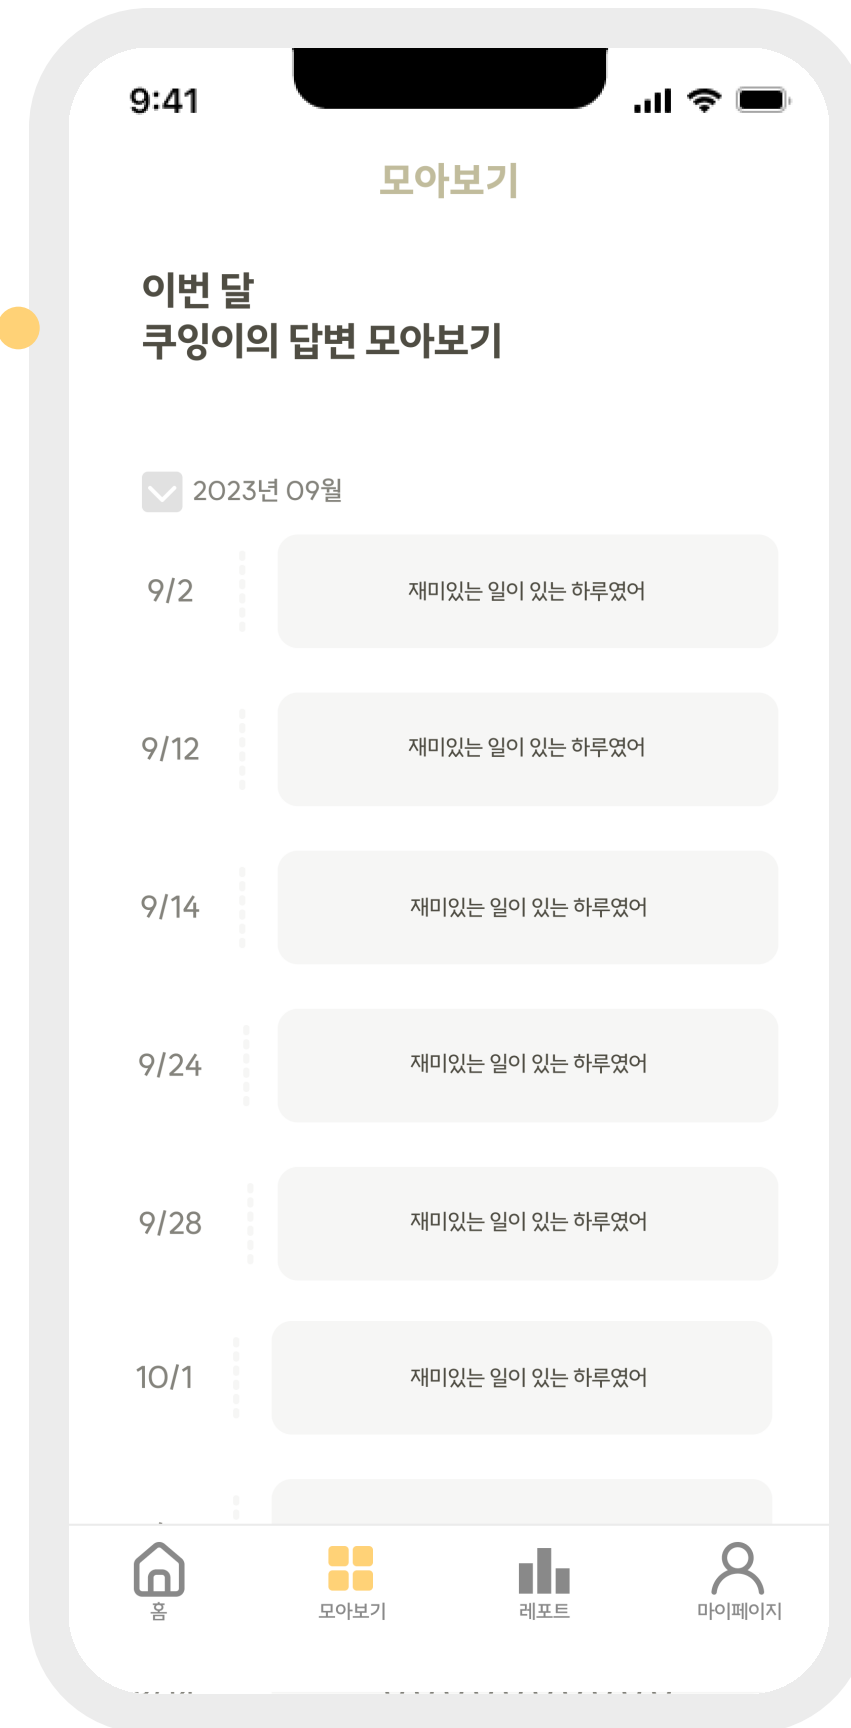 9:41
모아보기
이번 달
쿠잉이의 답변 모아보기
2023년 09월
9/2 재미있는 일이 있는 하루였어
9/12 재미있는 일이 있는 하루였어
9/14 재미있는 일이 있는 하루였어
9/24 재미있는 일이 있는 하루였어
9/28 재미있는 일이 있는 하루였어
10/1 재미있는 일이 있는 하루였어
홈 모아보기 레포트 마이페이지